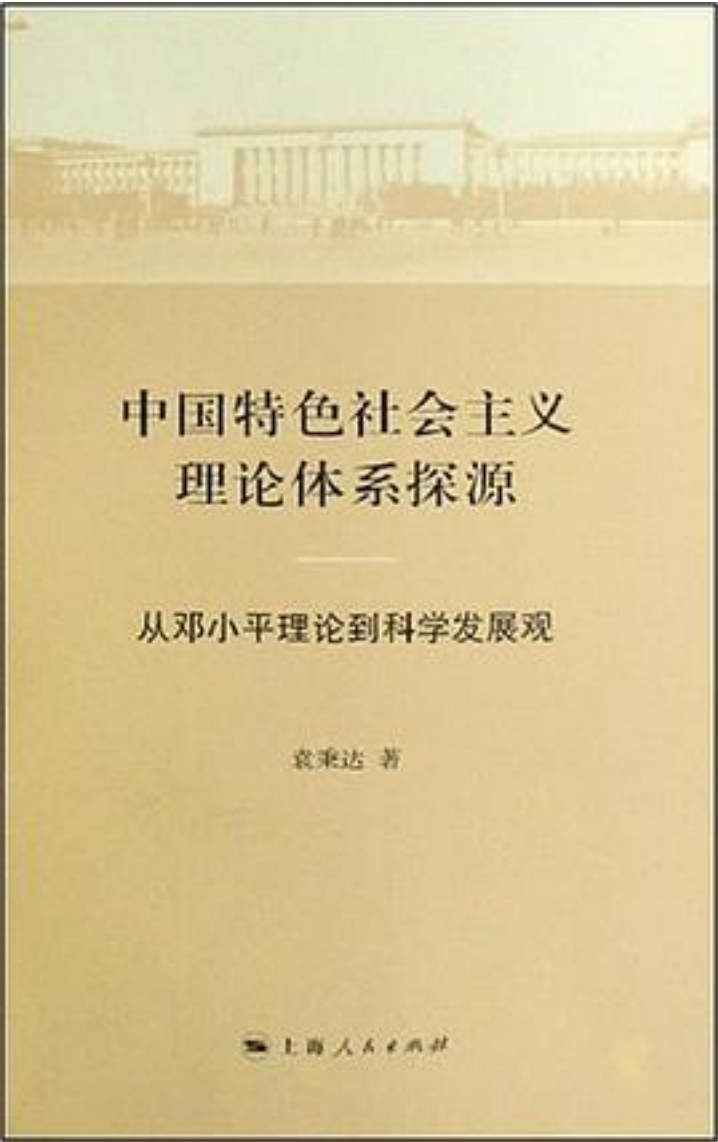 中国特色社会主义
理论体系探源
从邓小平理论到科学发展观
袁秉达 著
上海人民出版社